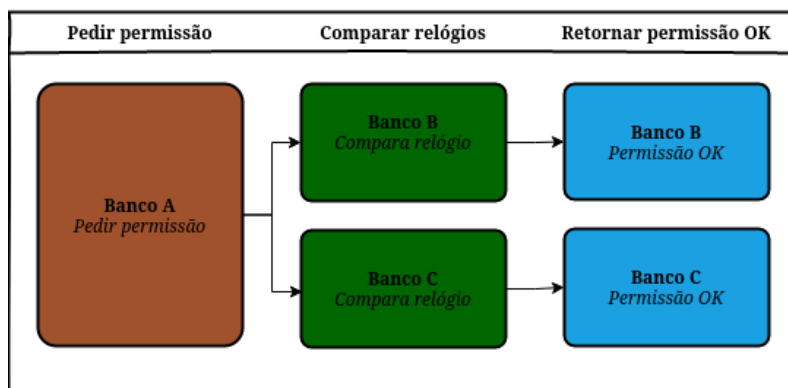 Pedir permissão
Comparar relógios
Retornar permissão OK
Banco A
Pedir permissão
Banco B
Compara relógio
Banco B
Permissão OK
Banco C
Compara relógio
Banco C
Permissão OK